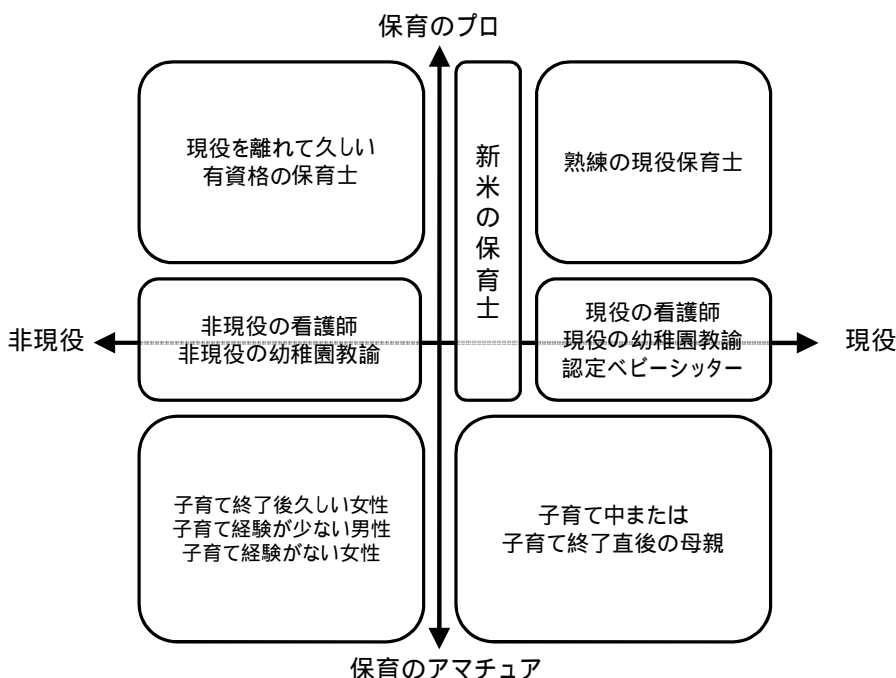 保育のプロ
現役を離れて久しい
有資格の保育士
新米の保育士
熟練の現役保育士
非現役
非現役の看護師
非現役の幼稚園教諭
現役の看護師
現役の幼稚園教諭
認定ベビーシッター
現役
子育て終了後久しい女性
子育て経験が少ない男性
子育て経験がない女性
子育て中または
子育て終了直後の母親
保育のアマチュア